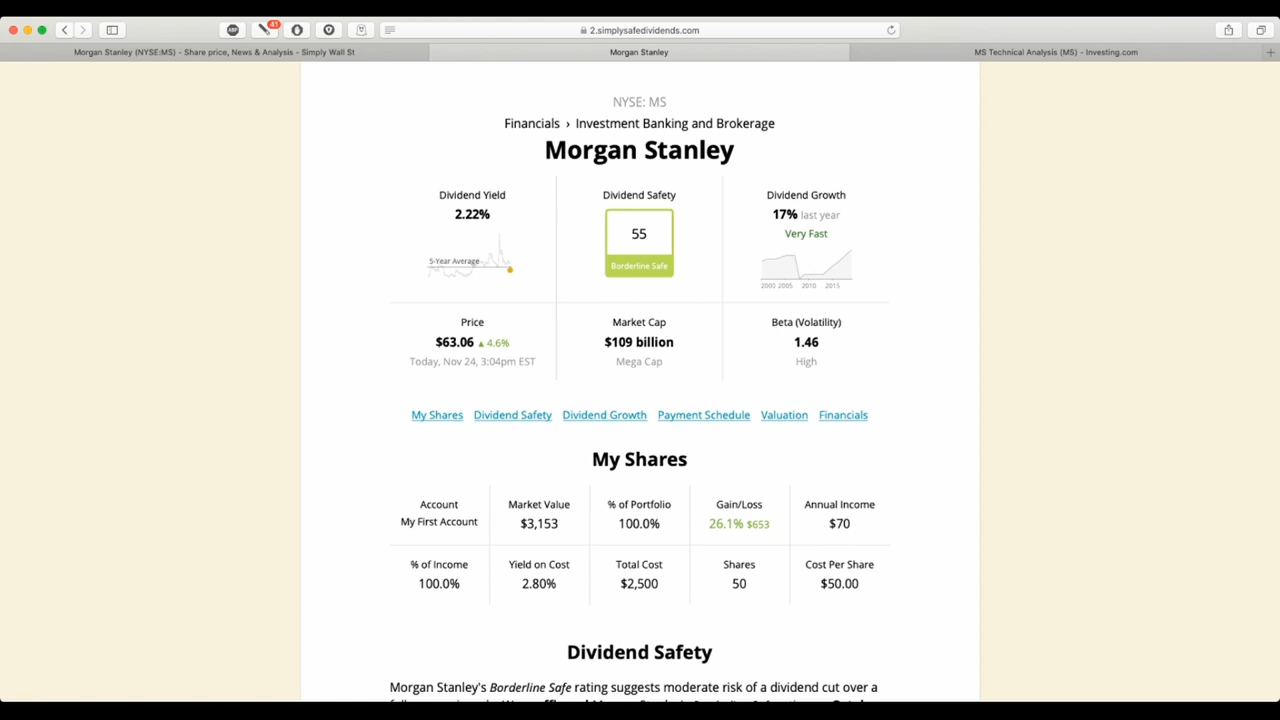 41
ABP
2.simplysafedividends.com
Morgan Stanley (NYSE:MS) - Share price, News & Analysis - Simply Wall St
Morgan Stanley
MS Technical Analysis (MS) - Investing.com
NYSE: MS
Financials › Investment Banking and Brokerage
Morgan Stanley
Dividend Yield
2.22%
5-Year Average
Dividend Safety
55
Borderline Safe
Dividend Growth
17% last year
Very Fast
2000 2005 2010 2015
Price
$63.06 ▲ 4.6%
Today, Nov 24, 3:04pm EST
Market Cap
$109 billion
Mega Cap
Beta (Volatility)
1.46
High
My Shares Dividend Safety Dividend Growth Payment Schedule Valuation Financials
My Shares
Account
My First Account
Market Value
$3,153
% of Portfolio
100.0%
Gain/Loss
26.1% $653
Annual Income
$70
% of Income
100.0%
Yield on Cost
2.80%
Total Cost
$2,500
Shares
50
Cost Per Share
$50.00
Dividend Safety
Morgan Stanley's Borderline Safe rating suggests moderate risk of a dividend cut over a